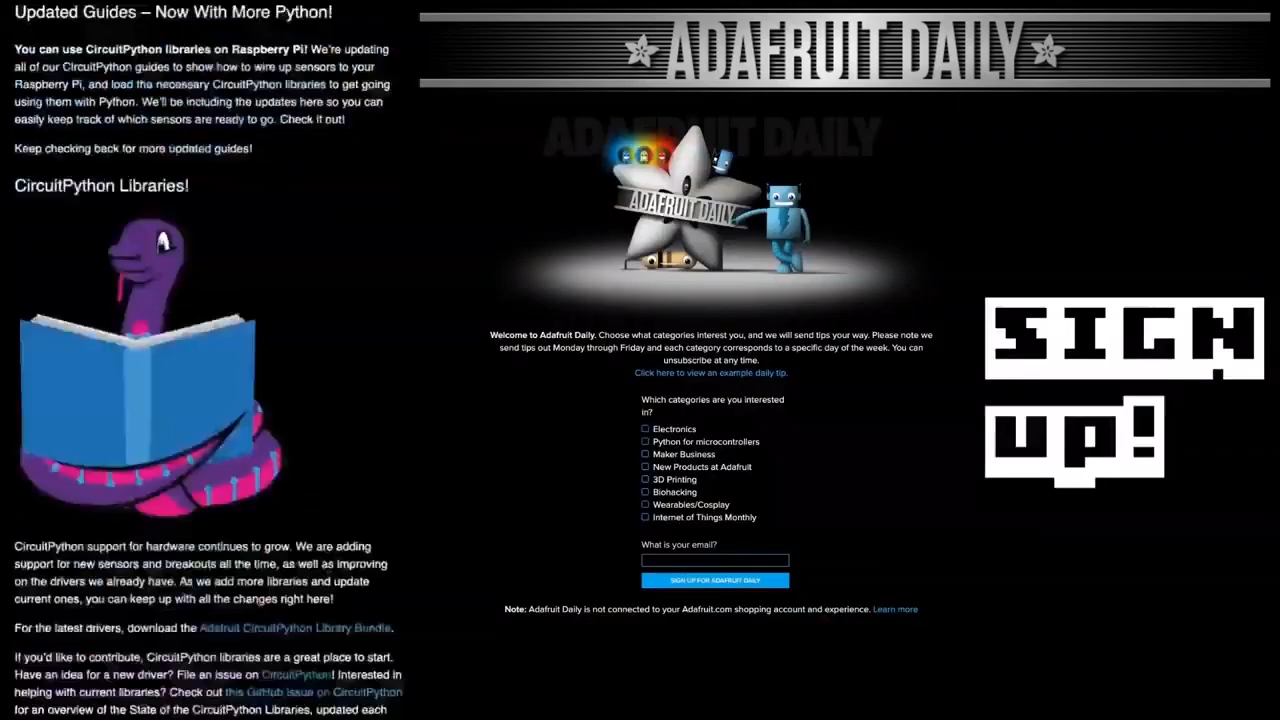 Updated Guides – Now With More Python!
You can use CircuitPython libraries on Raspberry Pi! We're updating
all of our CircuitPython guides to show how to wire up sensors to your
Raspberry Pi, and load the necessary CircuitPython libraries to get going
using them with Python. We'll be including the updates here so you can
easily keep track of which sensors are ready to go. Check it out!
Keep checking back for more updated guides!
CircuitPython Libraries!
CircuitPython support for hardware continues to grow. We are adding
support for new sensors and breakouts all the time, as well as improving
on the drivers we already have. As we add more libraries and update
current ones, you can keep up with all the changes right here!
For the latest drivers, download the Adafruit CircuitPython Library Bundle.
If you'd like to contribute, CircuitPython libraries are a great place to start.
Have an idea for a new driver? File an issue on CircuitPython! Interested in
helping with current libraries? Check out this GitHub issue on CircuitPython
for an overview of the State of the CircuitPython Libraries, updated each
ADAFRUIT DAILY
ADAFRUIT DAILY
ADAFRUIT DAILY
Welcome to Adafruit Daily. Choose what categories interest you, and we will send tips your way. Please note we
send tips out Monday through Friday and each category corresponds to a specific day of the week. You can
unsubscribe at any time.
Click here to view an example daily tip.
Which categories are you interested
in?
Electronics
Python for microcontrollers
Maker Business
New Products at Adafruit
3D Printing
Biohacking
Wearables/Cosplay
Internet of Things Monthly
What is your email?
SIGN UP FOR ADAFRUIT DAILY
Note: Adafruit Daily is not connected to your Adafruit.com shopping account and experience. Learn more
SIGN
up!